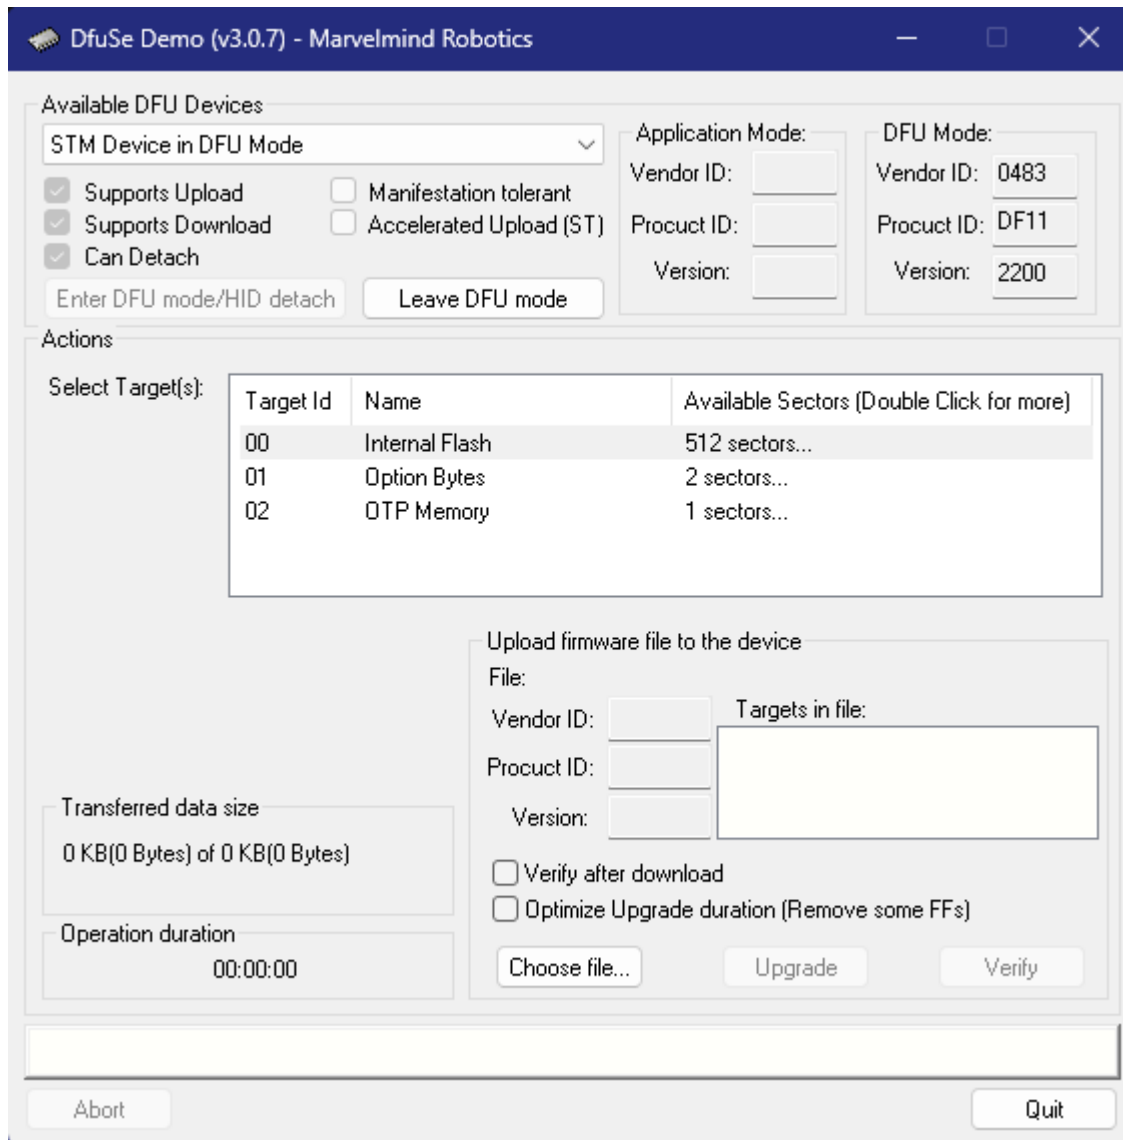 DfuSe Demo (v3.0.7) - Marvelmind Robotics
Available DFU Devices
STM Device in DFU Mode
Supports Upload
Manifestation tolerant
Supports Download
Accelerated Upload (ST)
Can Detach
Enter DFU mode/HID detach
Leave DFU mode
Application Mode:
Vendor ID:
Procuct ID:
Version:
DFU Mode:
Vendor ID: 0483
Procuct ID: DF11
Version: 2200
Actions
Select Target(s):
Target Id Name Available Sectors (Double Click for more)
00 Internal Flash 512 sectors...
01 Option Bytes 2 sectors...
02 OTP Memory 1 sectors...
Upload firmware file to the device
File:
Vendor ID:
Targets in file:
Procuct ID:
Version:
Transferred data size
0 KB(0 Bytes) of 0 KB(0 Bytes)
Verify after download
Optimize Upgrade duration (Remove some FFs)
Operation duration
00:00:00
Choose file...
Upgrade
Verify
Abort
Quit